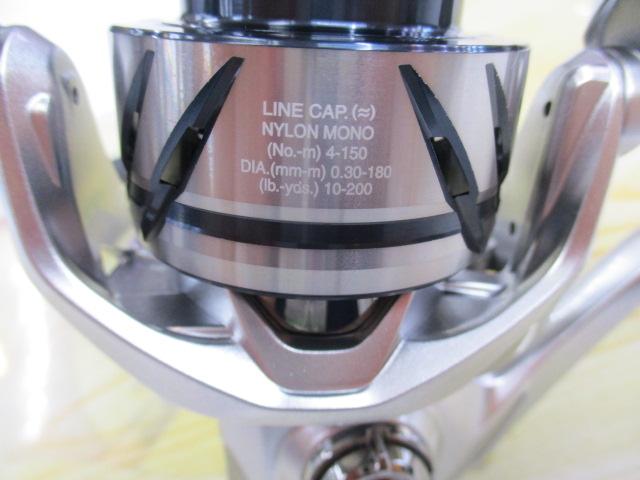 LINE CAP.(≈)
NYLON MONO
(No.-m) 4-150
DIA.(mm-m) 0.30-180
(lb.-yds.) 10-200